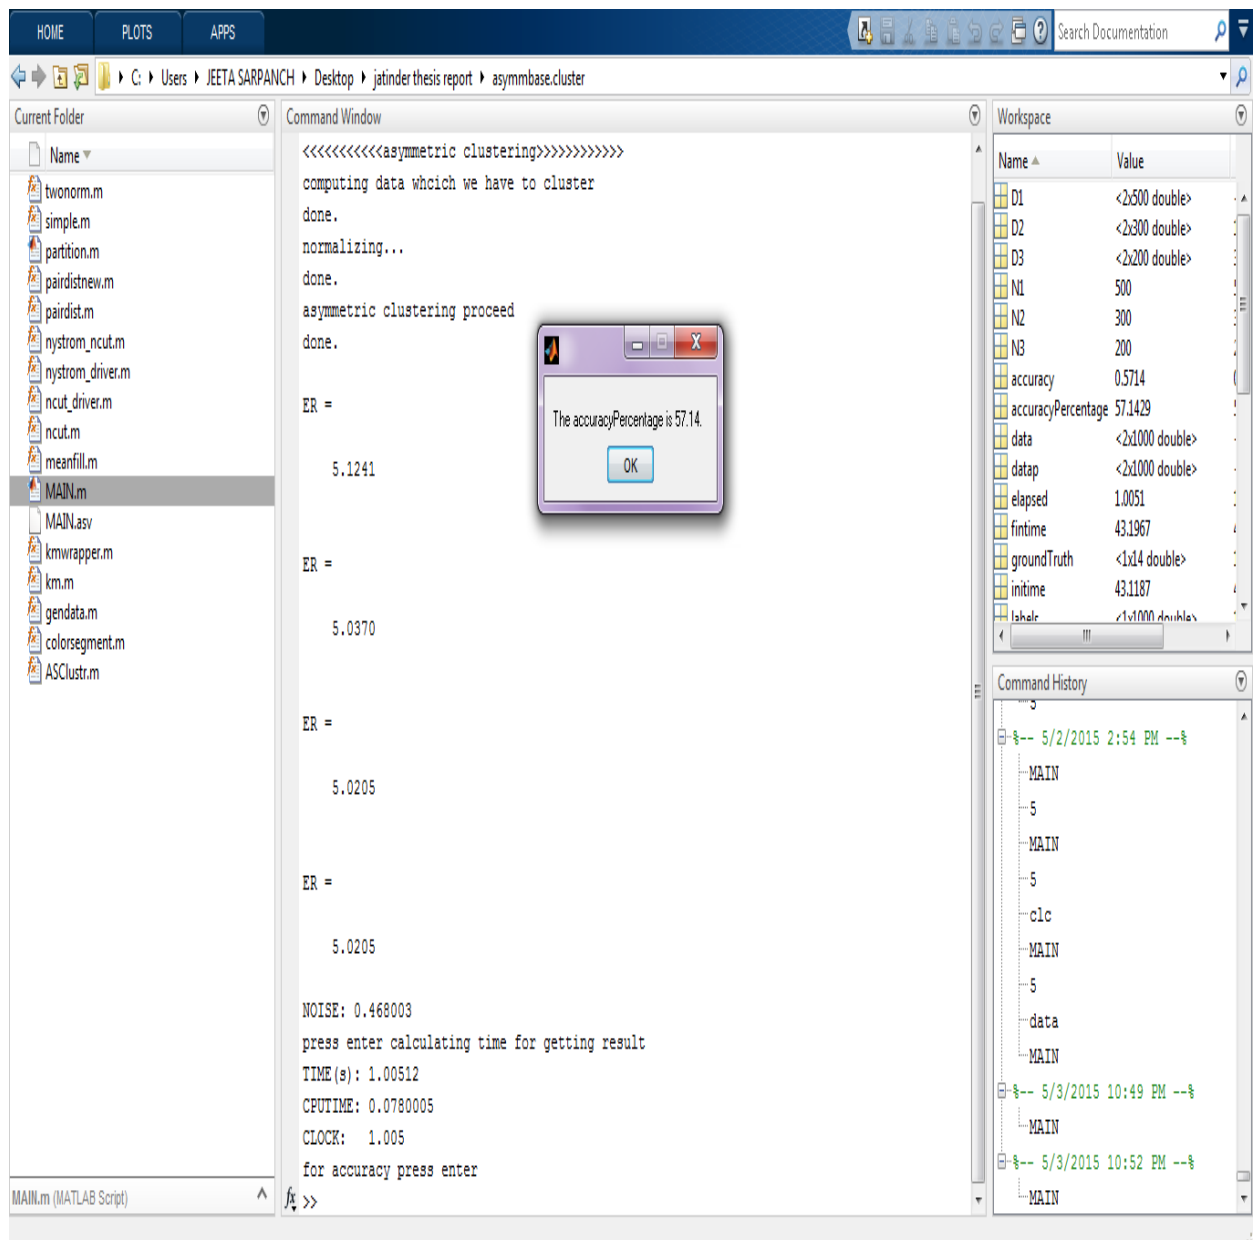 HOME PLOTS APPS
Search Documentation
C: Users JEETA SARPANCH Desktop jatinder thesis report asymmbase.cluster
Current Folder
Name
twonorm.m
simple.m
partition.m
pairdistnew.m
pairdist.m
nystrom_ncut.m
nystrom_driver.m
ncut_driver.m
ncut.m
meanfill.m
MAIN.m
MAIN.asv
kmwrapper.m
km.m
gendata.m
colorsegment.m
ASClustr.m
MAIN.m (MATLAB Script)
Command Window
<<<<<<<<<<<asymmetric clustering>>>>>>>>>>>>
computing data whcich we have to cluster
done.
normalizing...
done.
asymmetric clustering proceed
done.
ER =
5.1241
ER =
5.0370
ER =
5.0205
ER =
5.0205
NOISE: 0.468003
press enter calculating time for getting result
TIME(s): 1.00512
CPUTIME: 0.0780005
CLOCK: 1.005
for accuracy press enter
fx >>
The accuracyPercentage is 57.14.
OK
Workspace
Name Value
D1 <2x500 double>
D2 <2x300 double>
D3 <2x200 double>
N1 500
N2 300
N3 200
accuracy 0.5714
accuracyPercentage 57.1429
data <2x1000 double>
datap <2x1000 double>
elapsed 1.0051
fintime 43.1967
groundTruth <1x14 double>
initime 43.1187
labels <1x1000 double>
Command History
5
%-- 5/2/2015 2:54 PM --%
MAIN
5
MAIN
5
clc
MAIN
5
data
MAIN
%-- 5/3/2015 10:49 PM --%
MAIN
%-- 5/3/2015 10:52 PM --%
MAIN